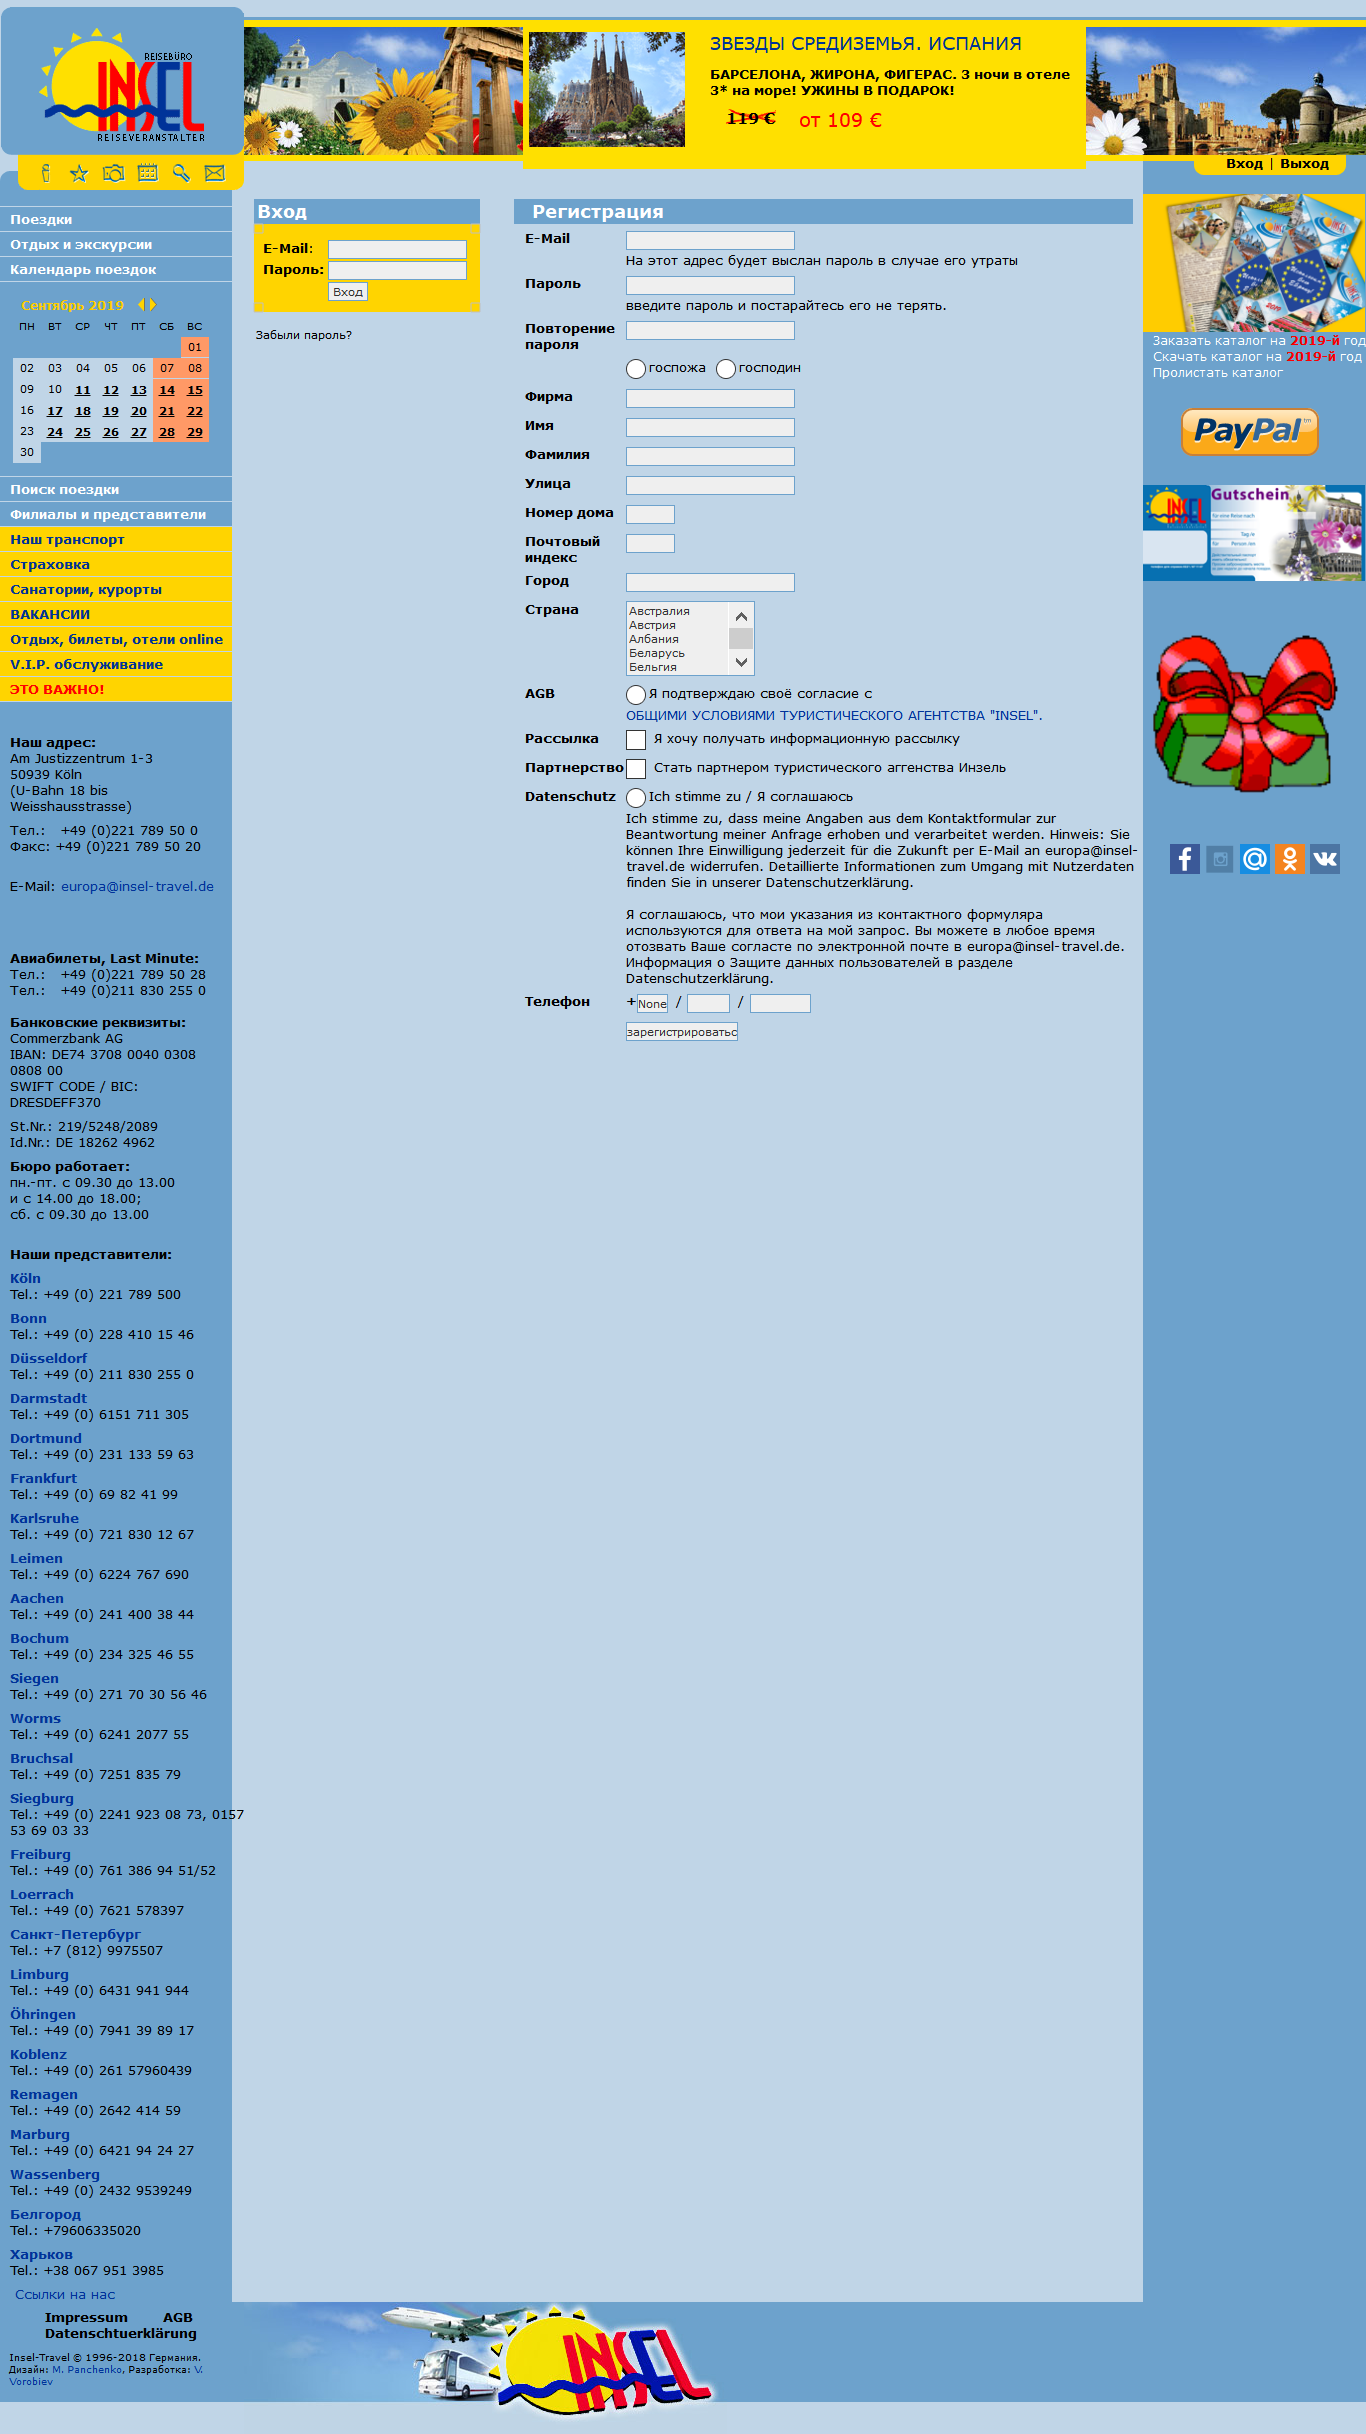 REISEBÜRO
INSEL
REISEVERANSTALTER
ЗВЕЗДЫ СРЕДИЗЕМЬЯ. ИСПАНИЯ
БАРСЕЛОНА, ЖИРОНА, ФИГЕРАС. 3 ночи в отеле
3* на море! УЖИНЫ В ПОДАРОК!
119 € от 109 €
Вход | Выход
Поездки
Отдых и экскурсии
Календарь поездок
Сентябрь 2019
ПН ВТ СР ЧТ ПТ СБ ВС
01
02 03 04 05 06 07 08
09 10 11 12 13 14 15
16 17 18 19 20 21 22
23 24 25 26 27 28 29
30
Поиск поездки
Филиалы и представители
Наш транспорт
Страховка
Санатории, курорты
ВАКАНСИИ
Отдых, билеты, отели online
V.I.P. обслуживание
ЭТО ВАЖНО!
Наш адрес:
Am Justizzentrum 1-3
50939 Köln
(U-Bahn 18 bis
Weisshausstrasse)
Тел.: +49 (0)221 789 50 0
Факс: +49 (0)221 789 50 20
E-Mail: europa@insel-travel.de
Авиабилеты, Last Minute:
Тел.: +49 (0)221 789 50 28
Тел.: +49 (0)211 830 255 0
Банковские реквизиты:
Commerzbank AG
IBAN: DE74 3708 0040 0308
0808 00
SWIFT CODE / BIC:
DRESDEFF370
St.Nr.: 219/5248/2089
Id.Nr.: DE 18262 4962
Бюро работает:
пн.-пт. с 09.30 до 13.00
и с 14.00 до 18.00;
сб. с 09.30 до 13.00
Наши представители:
Köln
Tel.: +49 (0) 221 789 500
Bonn
Tel.: +49 (0) 228 410 15 46
Düsseldorf
Tel.: +49 (0) 211 830 255 0
Darmstadt
Tel.: +49 (0) 6151 711 305
Dortmund
Tel.: +49 (0) 231 133 59 63
Frankfurt
Tel.: +49 (0) 69 82 41 99
Karlsruhe
Tel.: +49 (0) 721 830 12 67
Leimen
Tel.: +49 (0) 6224 767 690
Aachen
Tel.: +49 (0) 241 400 38 44
Bochum
Tel.: +49 (0) 234 325 46 55
Siegen
Tel.: +49 (0) 271 70 30 56 46
Worms
Tel.: +49 (0) 6241 2077 55
Bruchsal
Tel.: +49 (0) 7251 835 79
Siegburg
Tel.: +49 (0) 2241 923 08 73, 0157
53 69 03 33
Freiburg
Tel.: +49 (0) 761 386 94 51/52
Loerrach
Tel.: +49 (0) 7621 578397
Санкт-Петербург
Tel.: +7 (812) 9975507
Limburg
Tel.: +49 (0) 6431 941 944
Öhringen
Tel.: +49 (0) 7941 39 89 17
Koblenz
Tel.: +49 (0) 261 57960439
Remagen
Tel.: +49 (0) 2642 414 59
Marburg
Tel.: +49 (0) 6421 94 24 27
Wassenberg
Tel.: +49 (0) 2432 9539249
Белгород
Tel.: +79606335020
Харьков
Tel.: +38 067 951 3985
Ссылки на нас
Impressum AGB
Datenschtuerklärung
Insel-Travel © 1996-2018 Германия.
Дизайн: M. Panchenko, Разработка: V.
Vorobiev
Вход
E-Mail:
Пароль:
Вход
Забыли пароль?
Регистрация
E-Mail
На этот адрес будет выслан пароль в случае его утраты
Пароль
введите пароль и постарайтесь его не терять.
Повторение
пароля
госпожа господин
Фирма
Имя
Фамилия
Улица
Номер дома
Почтовый
индекс
Город
Страна
Австралия
Австрия
Албания
Беларусь
Бельгия
AGB Я подтверждаю своё согласие с
ОБЩИМИ УСЛОВИЯМИ ТУРИСТИЧЕСКОГО АГЕНТСТВА "INSEL".
Рассылка Я хочу получать информационную рассылку
Партнерство Стать партнером туристического аггенства Инзель
Datenschutz Ich stimme zu / Я соглашаюсь
Ich stimme zu, dass meine Angaben aus dem Kontaktformular zur
Beantwortung meiner Anfrage erhoben und verarbeitet werden. Hinweis: Sie
können Ihre Einwilligung jederzeit für die Zukunft per E-Mail an europa@insel-
travel.de widerrufen. Detaillierte Informationen zum Umgang mit Nutzerdaten
finden Sie in unserer Datenschutzerklärung.
Я соглашаюсь, что мои указания из контактного формуляра
используются для ответа на мой запрос. Вы можете в любое время
отозвать Ваше согласте по электронной почте в europa@insel-travel.de.
Информация о Защите данных пользователей в разделе
Datenschutzerklärung.
Телефон +None / /
зарегистрироватьс
Заказать каталог на 2019-й год
Скачать каталог на 2019-й год
Пролистать каталог
PayPal
INSEL
Gutschein
INSEL